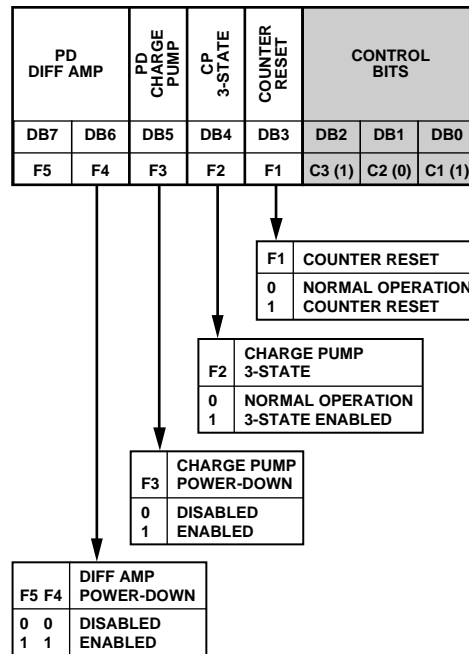 PD
DIFF AMP
PD
CHARGE
PUMP
CP
3-STATE
COUNTER
RESET
CONTROL
BITS
DB7 DB6 DB5 DB4 DB3 DB2 DB1 DB0
F5 F4 F3 F2 F1 C3 (1) C2 (0) C1 (1)
F1 COUNTER RESET
0 NORMAL OPERATION
1 COUNTER RESET
CHARGE PUMP
F2 3-STATE
0 NORMAL OPERATION
1 3-STATE ENABLED
CHARGE PUMP
F3 POWER-DOWN
0 DISABLED
1 ENABLED
DIFF AMP
F5 F4 POWER-DOWN
0 0 DISABLED
1 1 ENABLED